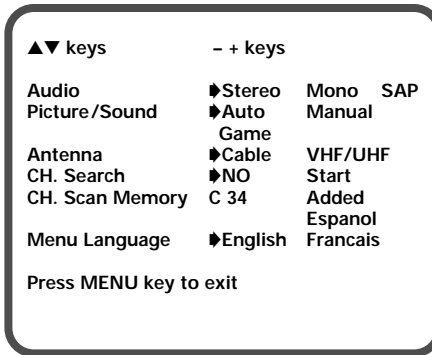 ▲▼ keys – + keys
Audio ➧Stereo Mono SAP
Picture/Sound ➧Auto Manual
Game
Antenna ➧Cable VHF/UHF
CH. Search ➧NO Start
CH. Scan Memory C 34 Added
Espanol
Menu Language ➧English Francais
Press MENU key to exit